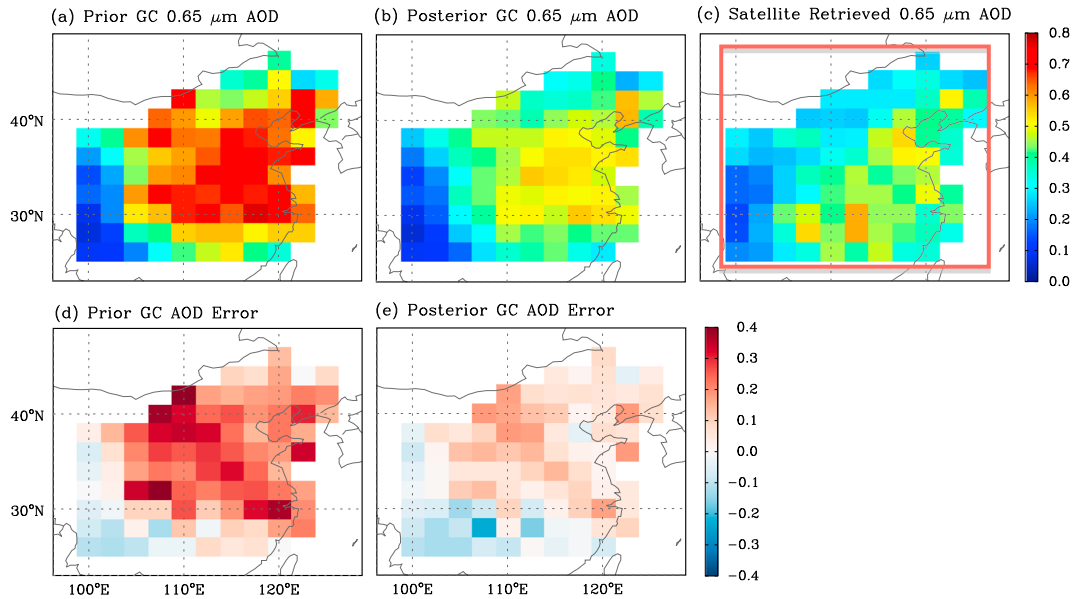 (a) Prior GC 0.65 μm AOD
(b) Posterior GC 0.65 μm AOD
(c) Satellite Retrieved 0.65 μm AOD
40°N
30°N
0.8
0.7
0.6
0.5
0.4
0.3
0.2
0.1
0.0
(d) Prior GC AOD Error
(e) Posterior GC AOD Error
40°N
30°N
100°E
110°E
120°E
100°E
110°E
120°E
0.4
0.3
0.2
0.1
0.0
−0.1
−0.2
−0.3
−0.4